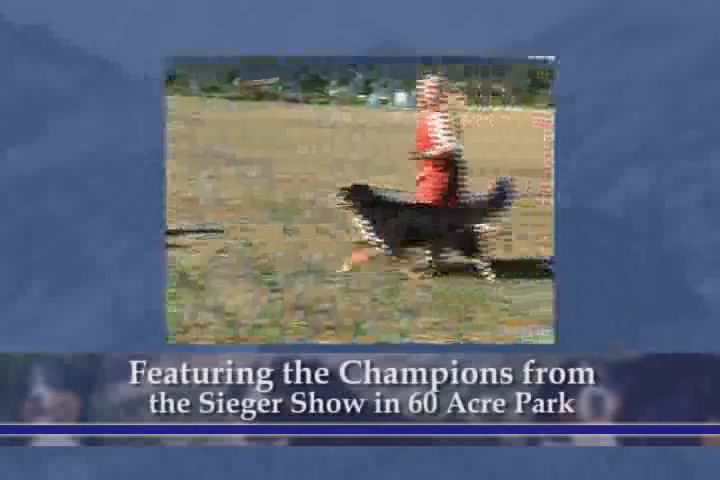 Featuring the Champions from
the Sieger Show in 60 Acre Park